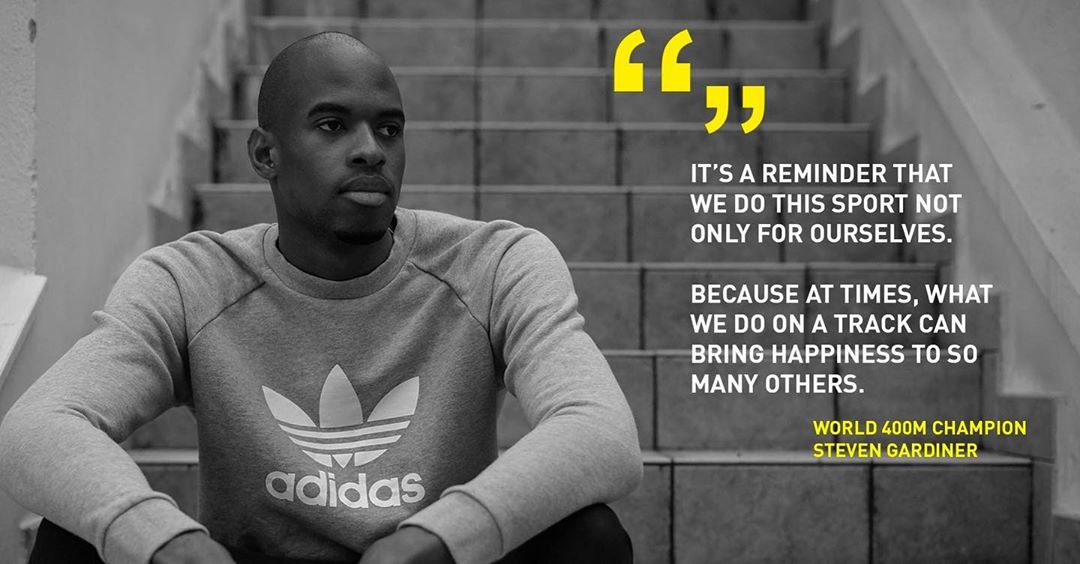 IT'S A REMINDER THAT
WE DO THIS SPORT NOT
ONLY FOR OURSELVES.
BECAUSE AT TIMES, WHAT
WE DO ON A TRACK CAN
BRING HAPPINESS TO SO
MANY OTHERS.
WORLD 400M CHAMPION
STEVEN GARDINER
adidas